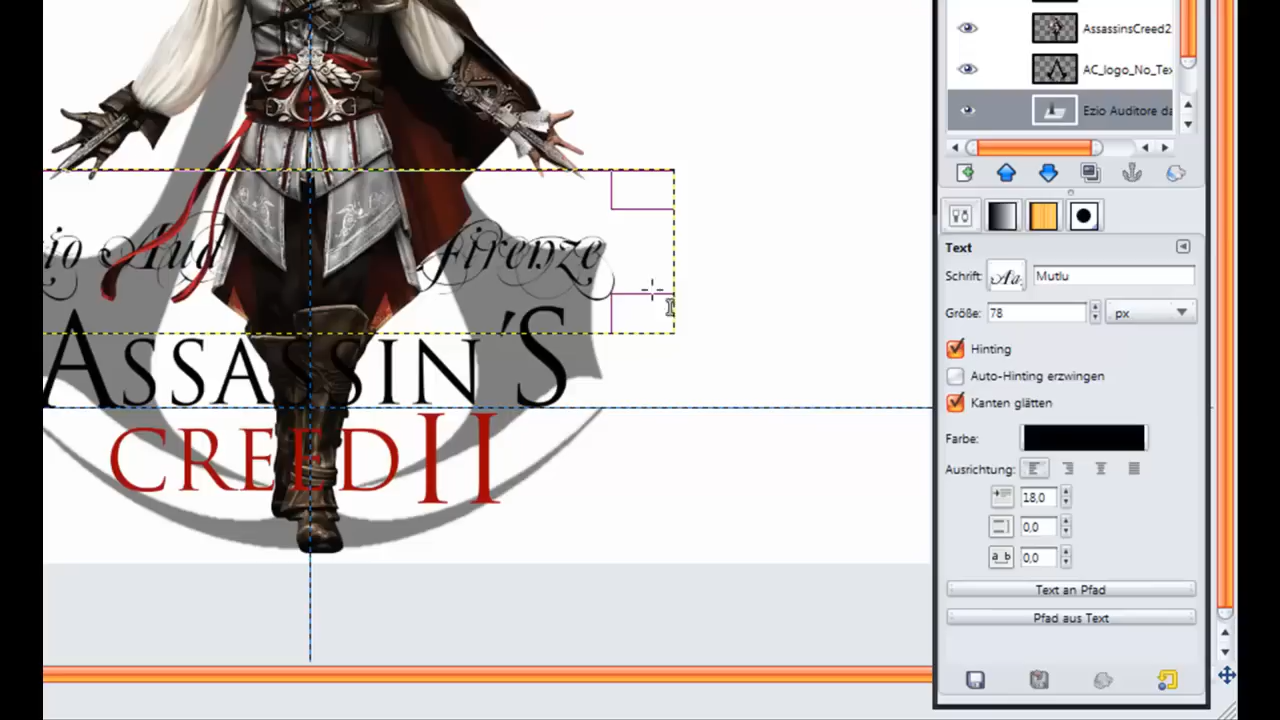 AssassinsCreed2
AC_logo_No_Tex
Ezio Auditore da
Text
Schrift:
Mutlu
Größe:
78
px
Hinting
Auto-Hinting erzwingen
Kanten glätten
Farbe:
Ausrichtung:
18,0
0,0
0,0
Text an Pfad
Pfad aus Text
io Aud firenze
ASSASSIN'S
CREED II